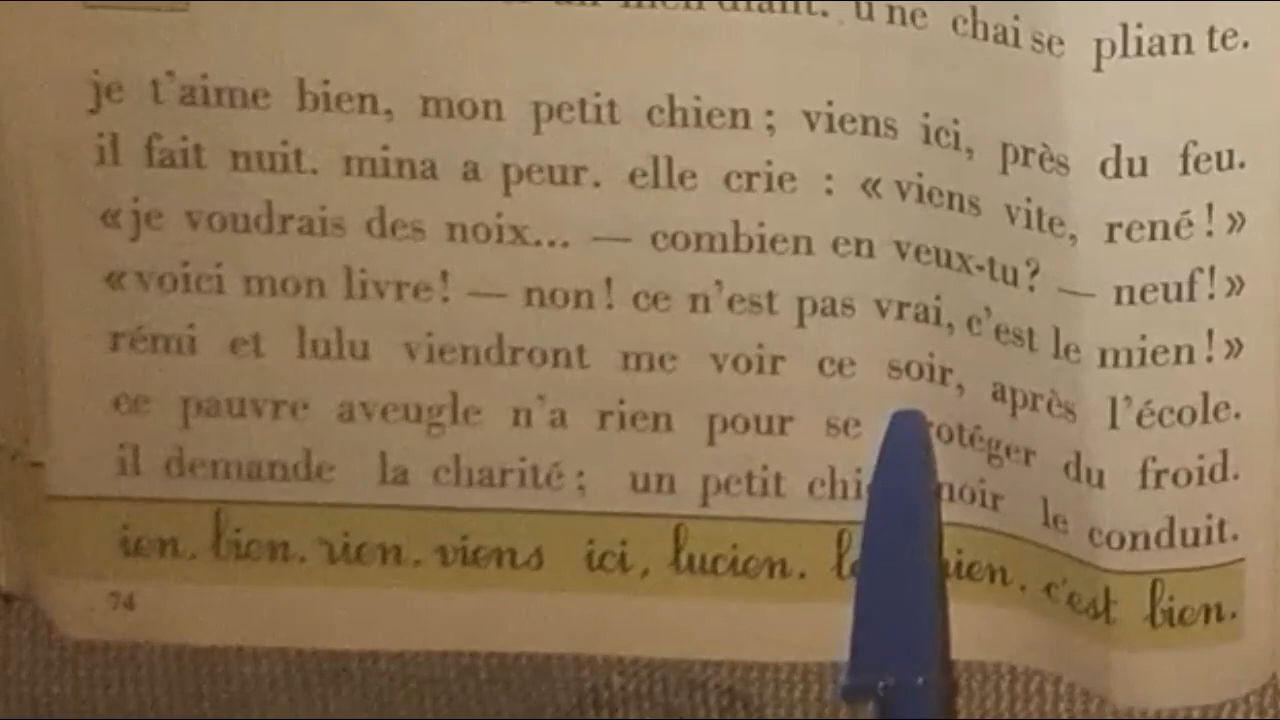 une chaise pliante.
je t'aime bien, mon petit chien ; viens ici, près du feu.
il fait nuit. mina a peur. elle crie : « viens vite, rené ! »
« je voudrais des noix... — combien en veux-tu? — neuf! »
« voici mon livre! — non! ce n'est pas vrai, c'est le mien! »
rémi et lulu viendront me voir ce soir, après l'école.
ce pauvre aveugle n'a rien pour se du froid.
il demande la charité ; un petit noir le conduit.
ien. bien. rien. viens ici, lucien. c'est bien.
74